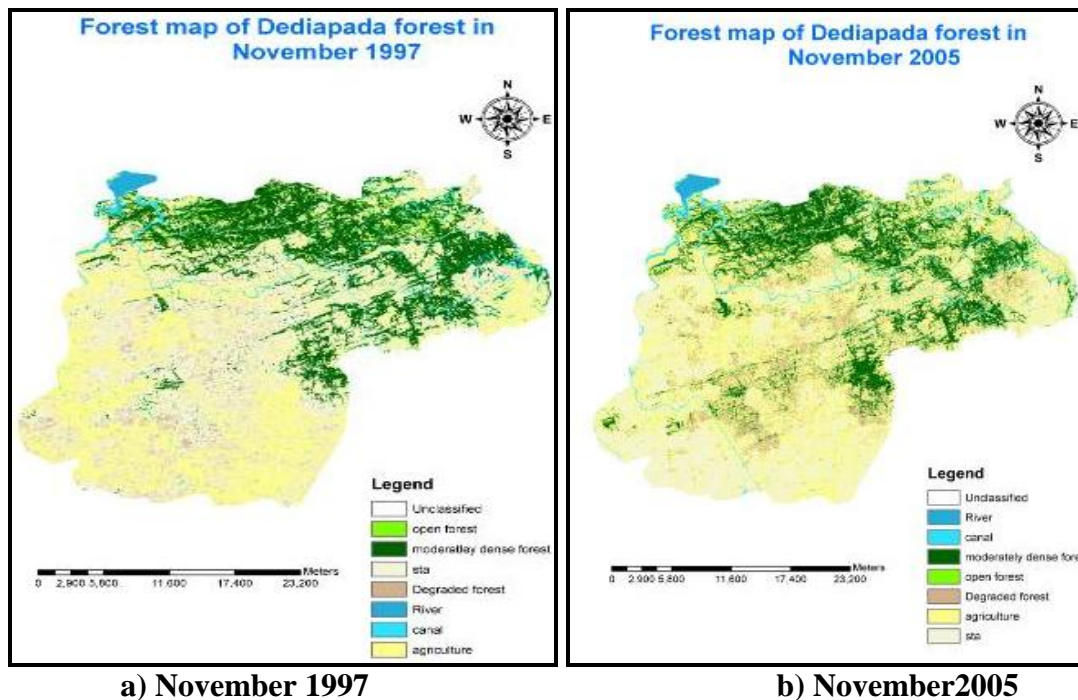 Forest map of Dediapada forest in
November 1997
N
W E
S
Legend
Unclassified
open forest
moderatley dense forest
sta
Degraded forest
River
canal
agriculture
Meters
0 2,900 5,800 11,600 17,400 23,200
a) November 1997
Forest map of Dediapada forest in
November 2005
N
W E
S
Legend
Unclassified
River
canal
moderately dense fore
open forest
Degraded forest
agriculture
sta
Meters
0 2,900 5,800 11,600 17,400 23,200
b) November2005